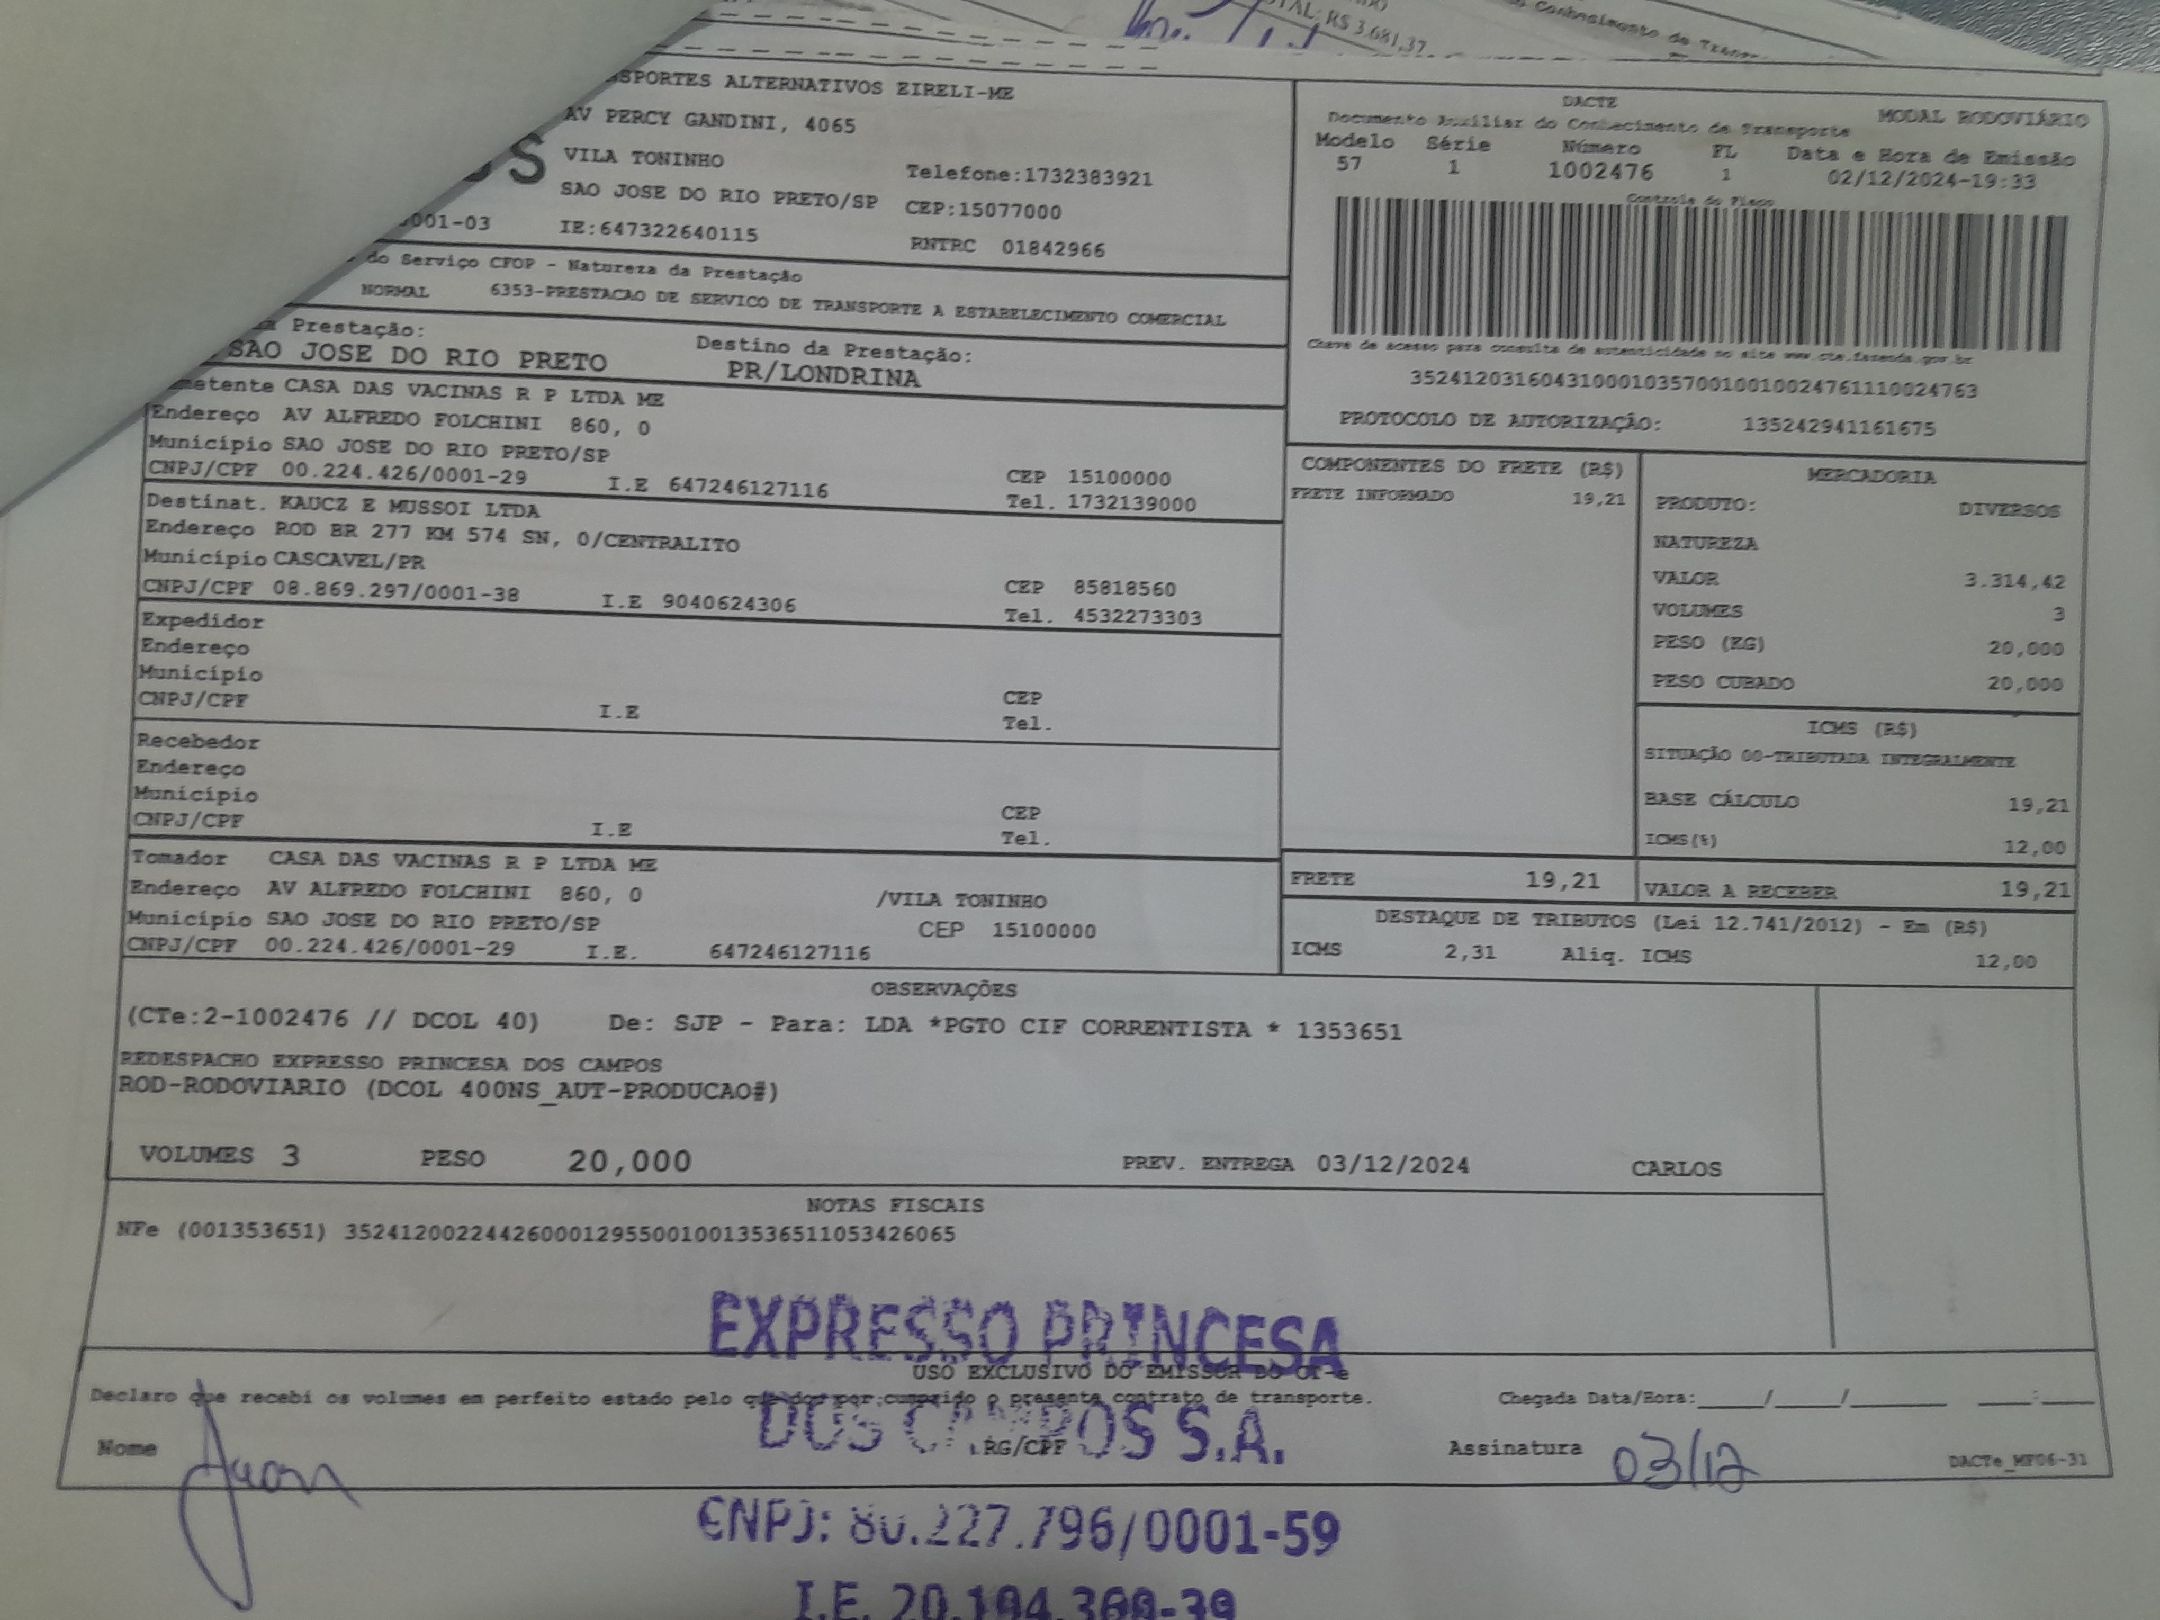 TAL: R$ 3.681,37
SPORTES ALTERNATIVOS EIRELI-ME
AV PERCY GANDINI, 4065
S
VILA TONINHO
Telefone:1732383921
SAO JOSE DO RIO PRETO/SP
CEP:15077000
001-03
IE:647322640115
RNTRC 01842966
DACTE
MODAL RODOVIÁRIO
Documento Auxiliar do Conhecimento de Transporte
Modelo Série Número FL Data e Hora de Emissão
57 1 1002476 1 02/12/2024-19:33
Controle do Fisco
Chave de acesso para consulta de autenticidade no site www.cte.fazenda.gov.br
35241203160431000103570010010024761110024763
PROTOCOLO DE AUTORIZAÇÃO: 135242941161675
do Serviço CFOP - Natureza da Prestação
NORMAL 6353-PRESTACAO DE SERVICO DE TRANSPORTE A ESTABELECIMENTO COMERCIAL
Prestação:
SAO JOSE DO RIO PRETO
Destino da Prestação:
PR/LONDRINA
metente CASA DAS VACINAS R P LTDA ME
Endereço AV ALFREDO FOLCHINI 860, 0
Município SAO JOSE DO RIO PRETO/SP
CEP 15100000
CNPJ/CPF 00.224.426/0001-29 I.E 647246127116
Tel. 1732139000
Destinat. KAUCZ E MUSSOI LTDA
Endereço ROD BR 277 KM 574 SN, 0/CENTRALITO
Município CASCAVEL/PR
CEP 85818560
CNPJ/CPF 08.869.297/0001-38 I.E 9040624306
Tel. 4532273303
Expedidor
Endereço
Município
CEP
CNPJ/CPF I.E
Tel.
Recebedor
Endereço
Município
CEP
CNPJ/CPF I.E
Tel.
Tomador CASA DAS VACINAS R P LTDA ME
Endereço AV ALFREDO FOLCHINI 860, 0 /VILA TONINHO
Município SAO JOSE DO RIO PRETO/SP CEP 15100000
CNPJ/CPF 00.224.426/0001-29 I.E. 647246127116
COMPONENTES DO FRETE (R$)
FRETE INFORMADO 19,21
MERCADORIA
PRODUTO: DIVERSOS
NATUREZA
VALOR 3.314,42
VOLUMES 3
PESO (KG) 20,000
PESO CUBADO 20,000
ICMS (R$)
SITUAÇÃO 00-TRIBUTADA INTEGRALMENTE
BASE CÁLCULO 19,21
ICMS(%) 12,00
FRETE 19,21
VALOR A RECEBER 19,21
DESTAQUE DE TRIBUTOS (Lei 12.741/2012) - Em (R$)
ICMS 2,31 Aliq. ICMS 12,00
OBSERVAÇÕES
(CTe:2-1002476 // DCOL 40) De: SJP - Para: LDA *PGTO CIF CORRENTISTA * 1353651
REDESPACHO EXPRESSO PRINCESA DOS CAMPOS
ROD-RODOVIARIO (DCOL 400NS_AUT-PRODUCAO#)
VOLUMES 3 PESO 20,000 PREV. ENTREGA 03/12/2024 CARLOS
NOTAS FISCAIS
NFe (001353651) 35241200224426000129550010013536511053426065
EXPRESSO PRINCESA
USO EXCLUSIVO DO EMISSOR DO CT-e
Declaro que recebi os volumes em perfeito estado pelo que dou por cumprido o presente contrato de transporte.
Chegada Data/Hora: / / :
DOS CAMPOS S.A.
Nome Juan RG/CPF Assinatura 03/12
DACTe_MF06-31
CNPJ: 80.227.796/0001-59
I.E. 20.104.369-39